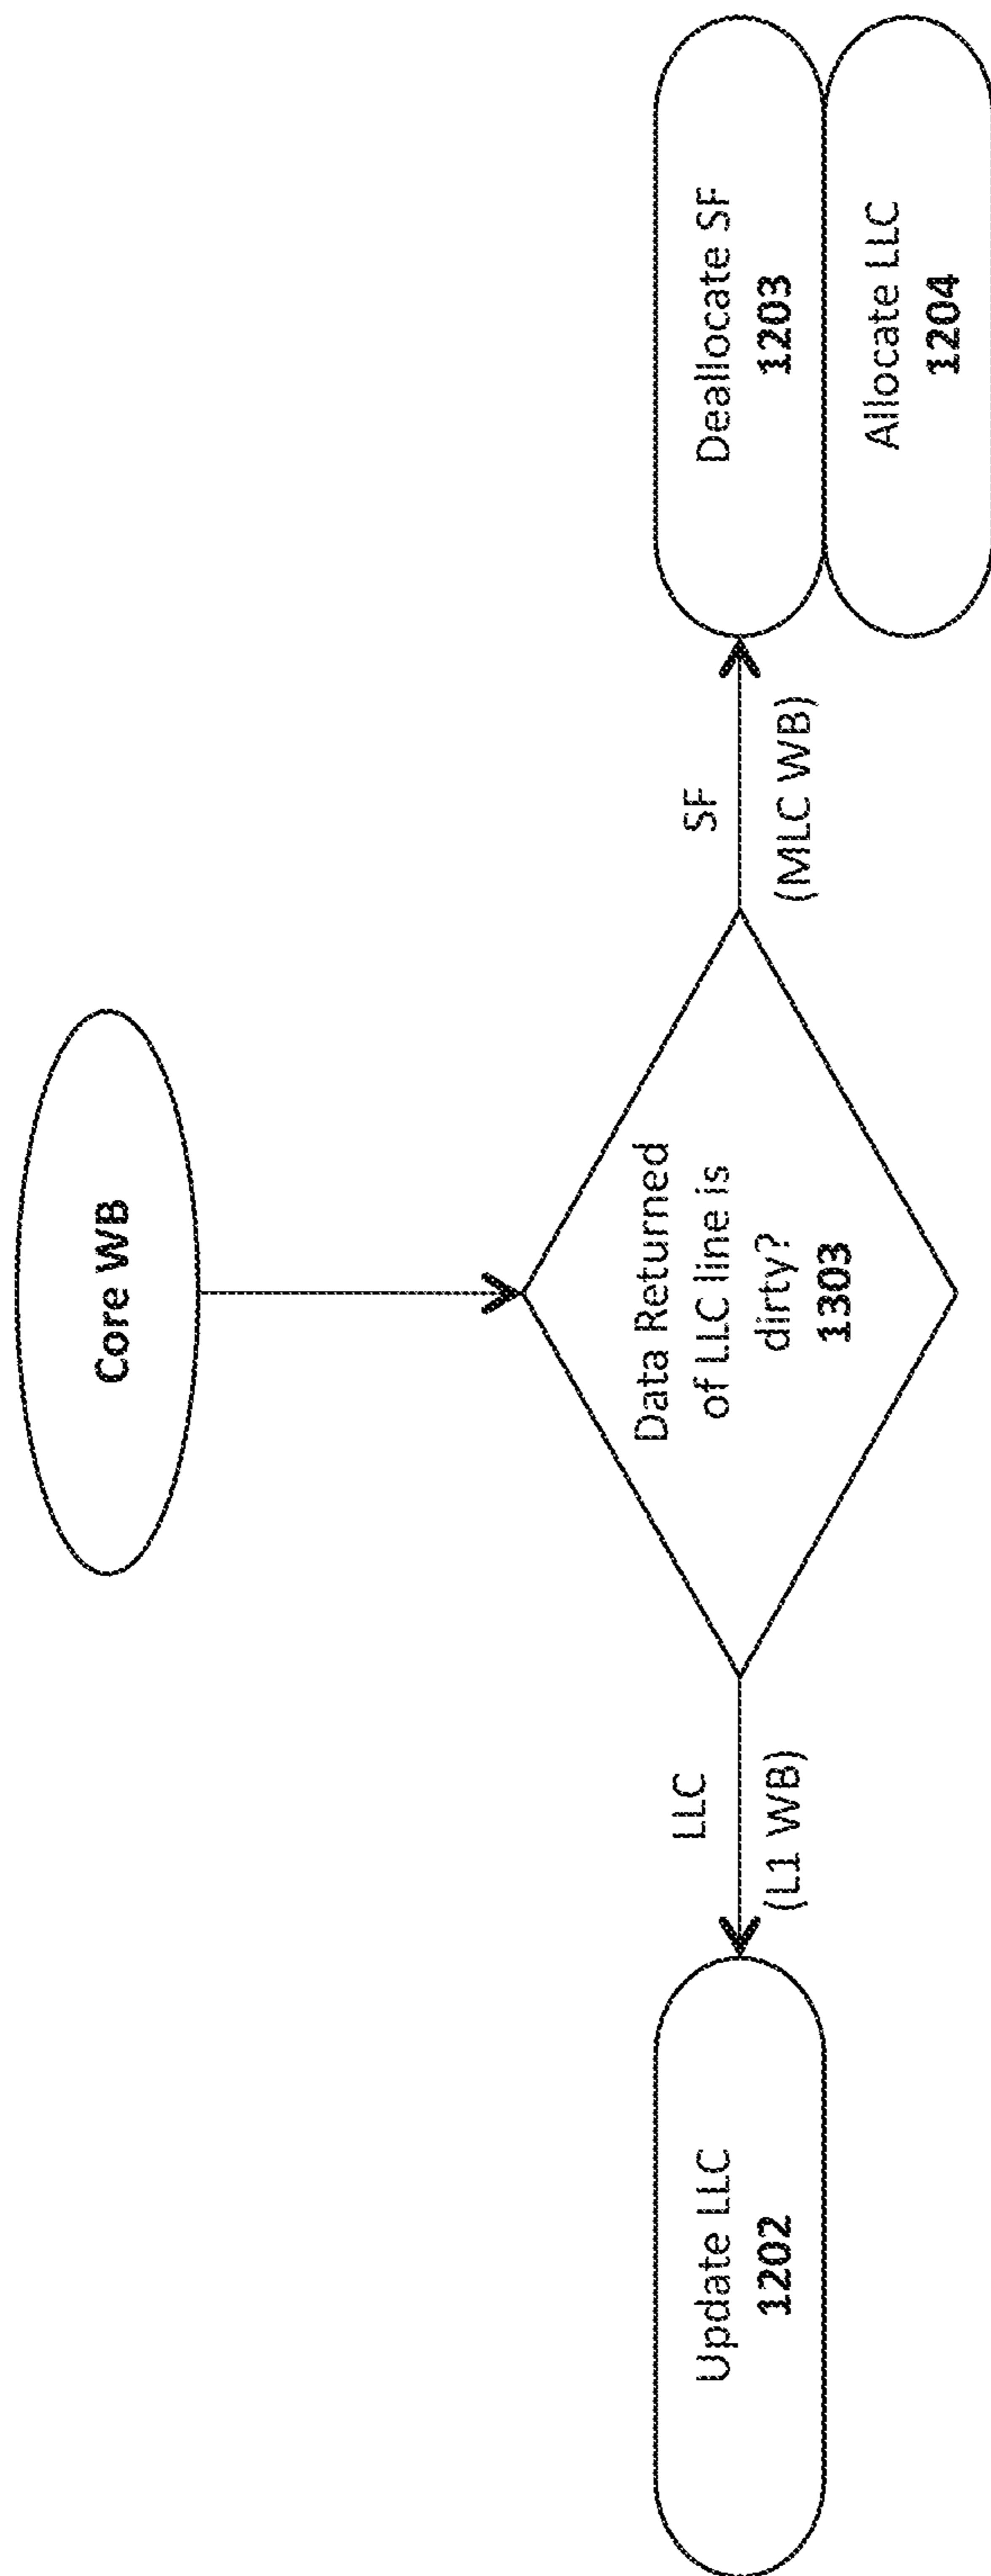 Core WB
Data Returned
of LLC line is
dirty?
1303
LLC
(L1 WB)
SF
(MLC WB)
Update LLC
1202
Deallocate SF
1203
Allocate LLC
1204